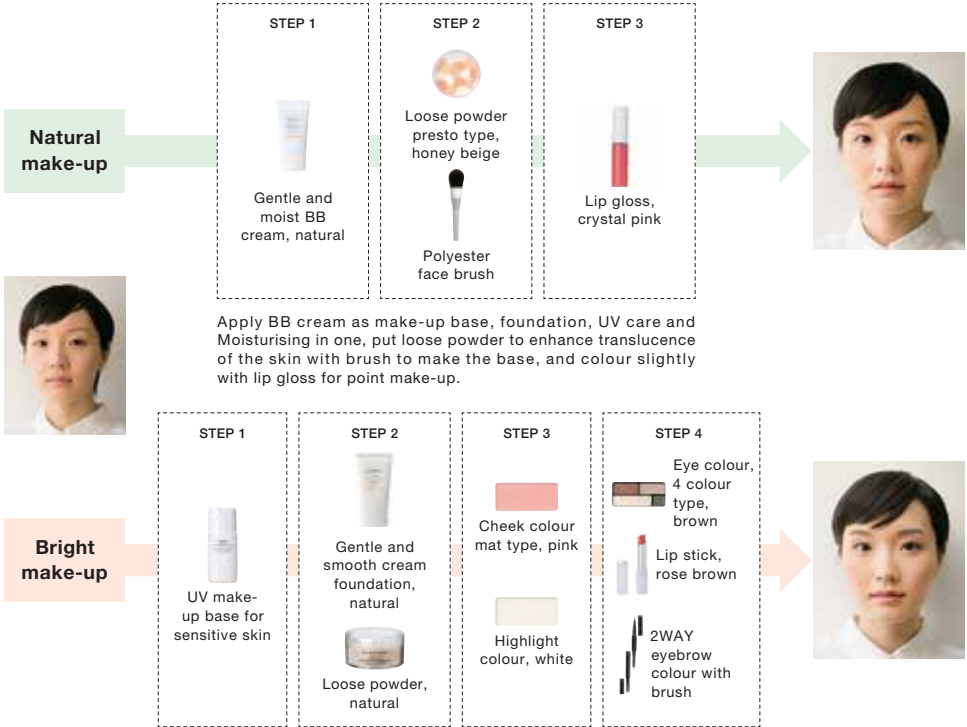 Natural
make-up
STEP 1
Gentle and
moist BB
cream, natural
STEP 2
Loose powder
presto type,
honey beige
Polyester
face brush
STEP 3
Lip gloss,
crystal pink
Apply BB cream as make-up base, foundation, UV care and
Moisturising in one, put loose powder to enhance translucence
of the skin with brush to make the base, and colour slightly
with lip gloss for point make-up.
Bright
make-up
STEP 1
UV make-
up base for
sensitive skin
STEP 2
Gentle and
smooth cream
foundation,
natural
Loose powder,
natural
STEP 3
Cheek colour
mat type, pink
Highlight
colour, white
STEP 4
Eye colour,
4 colour
type,
brown
Lip stick,
rose brown
2WAY
eyebrow
colour with
brush